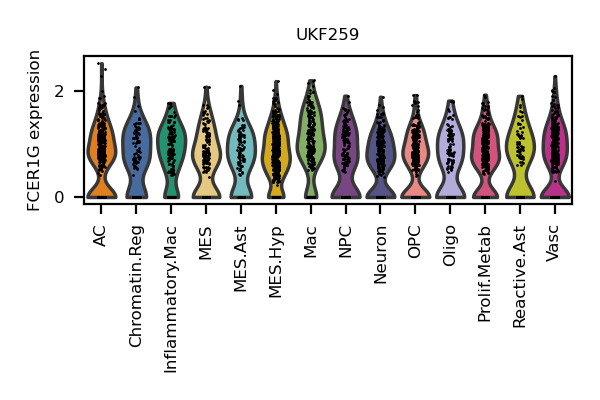 UKF259
FCER1G expression
2
0
AC
Chromatin.Reg
Inflammatory.Mac
MES
MES.Ast
MES.Hyp
Mac
NPC
Neuron
OPC
Oligo
Prolif.Metab
Reactive.Ast
Vasc